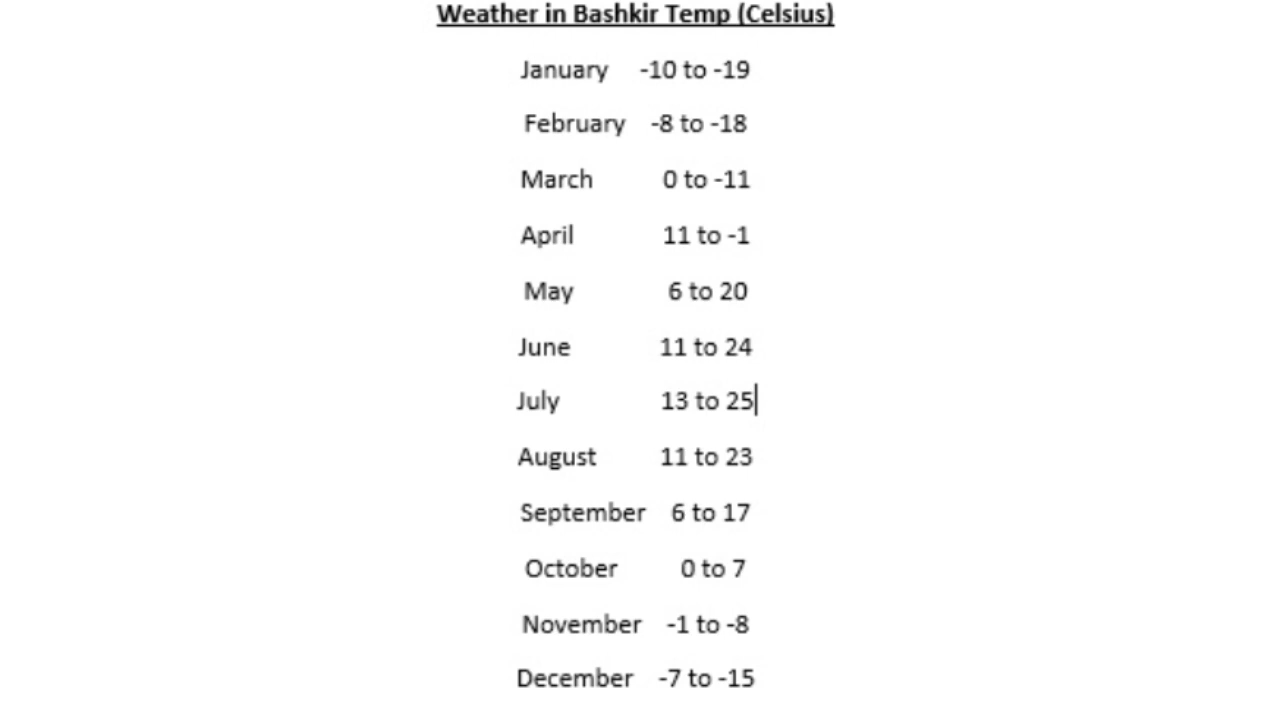 Weather in Bashkir Temp (Celsius)
January -10 to -19
February -8 to -18
March 0 to -11
April 11 to -1
May 6 to 20
June 11 to 24
July 13 to 25
August 11 to 23
September 6 to 17
October 0 to 7
November -1 to -8
December -7 to -15